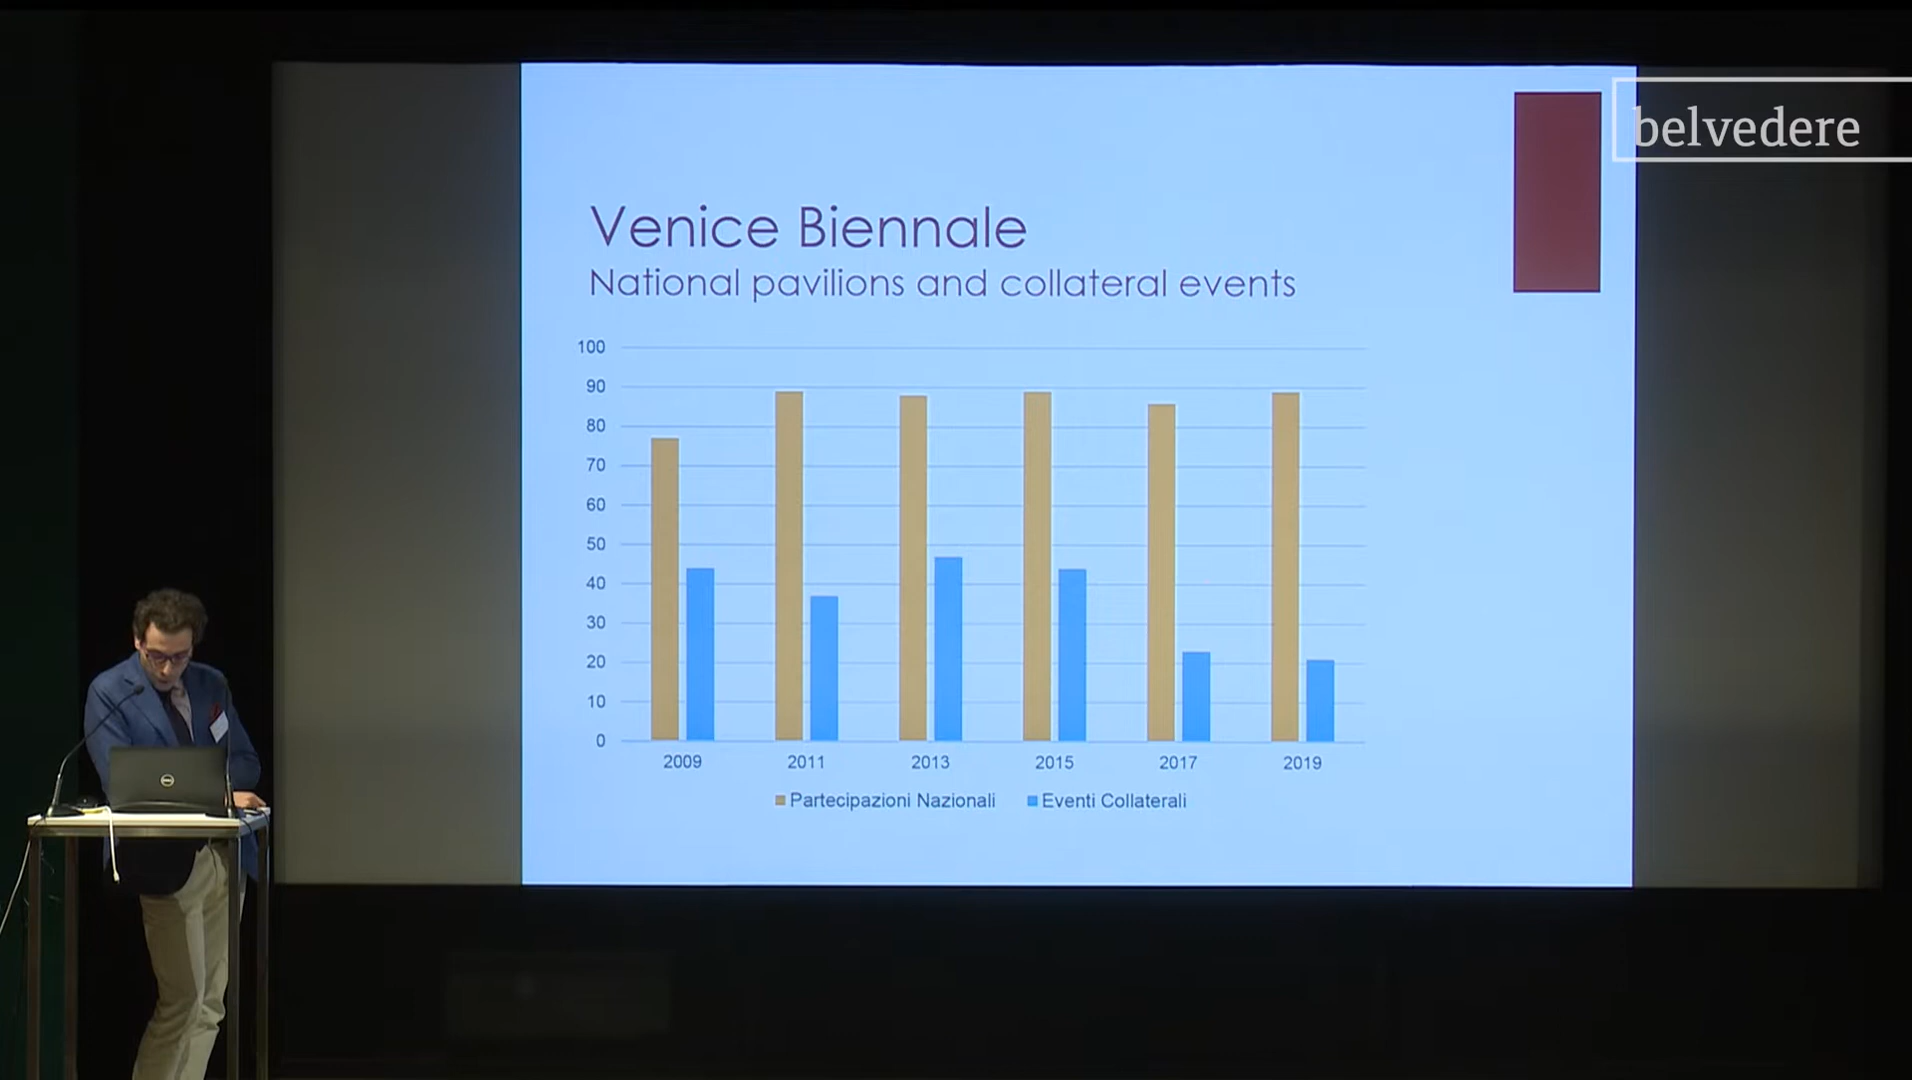 belvedere
Venice Biennale
National pavilions and collateral events
100
90
80
70
60
50
40
30
20
10
0
2009 2011 2013 2015 2017 2019
Partecipazioni Nazionali Eventi Collaterali
DELL